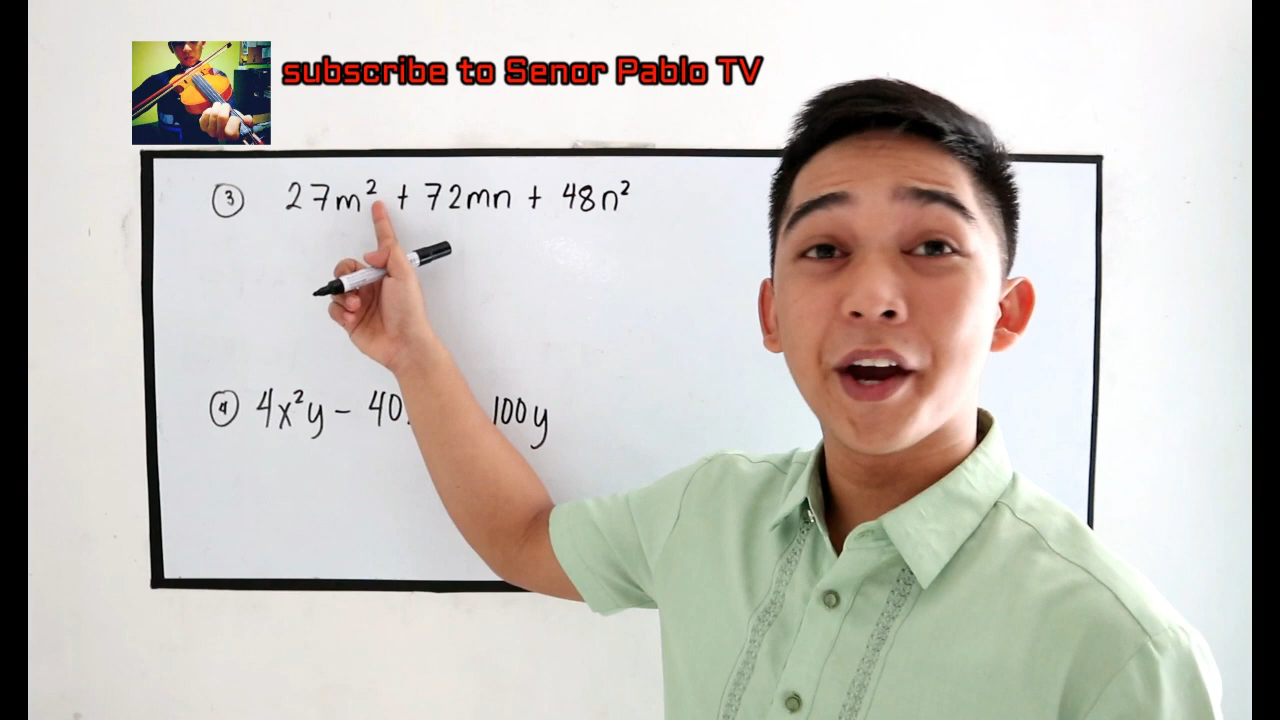 subscribe to Senor Pablo TV
③ 27m² + 72mn + 48n²
④ 4x²y - 40 100y